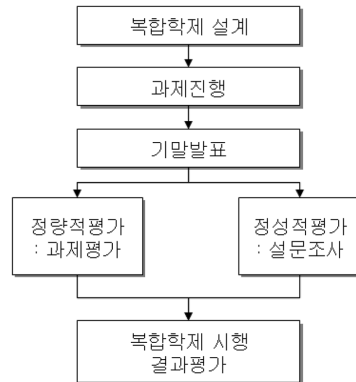 복합학제 설계
과제진행
기말발표
정량적평가
: 과제평가
정성적평가
: 설문조사
복합학제 시행
결과평가